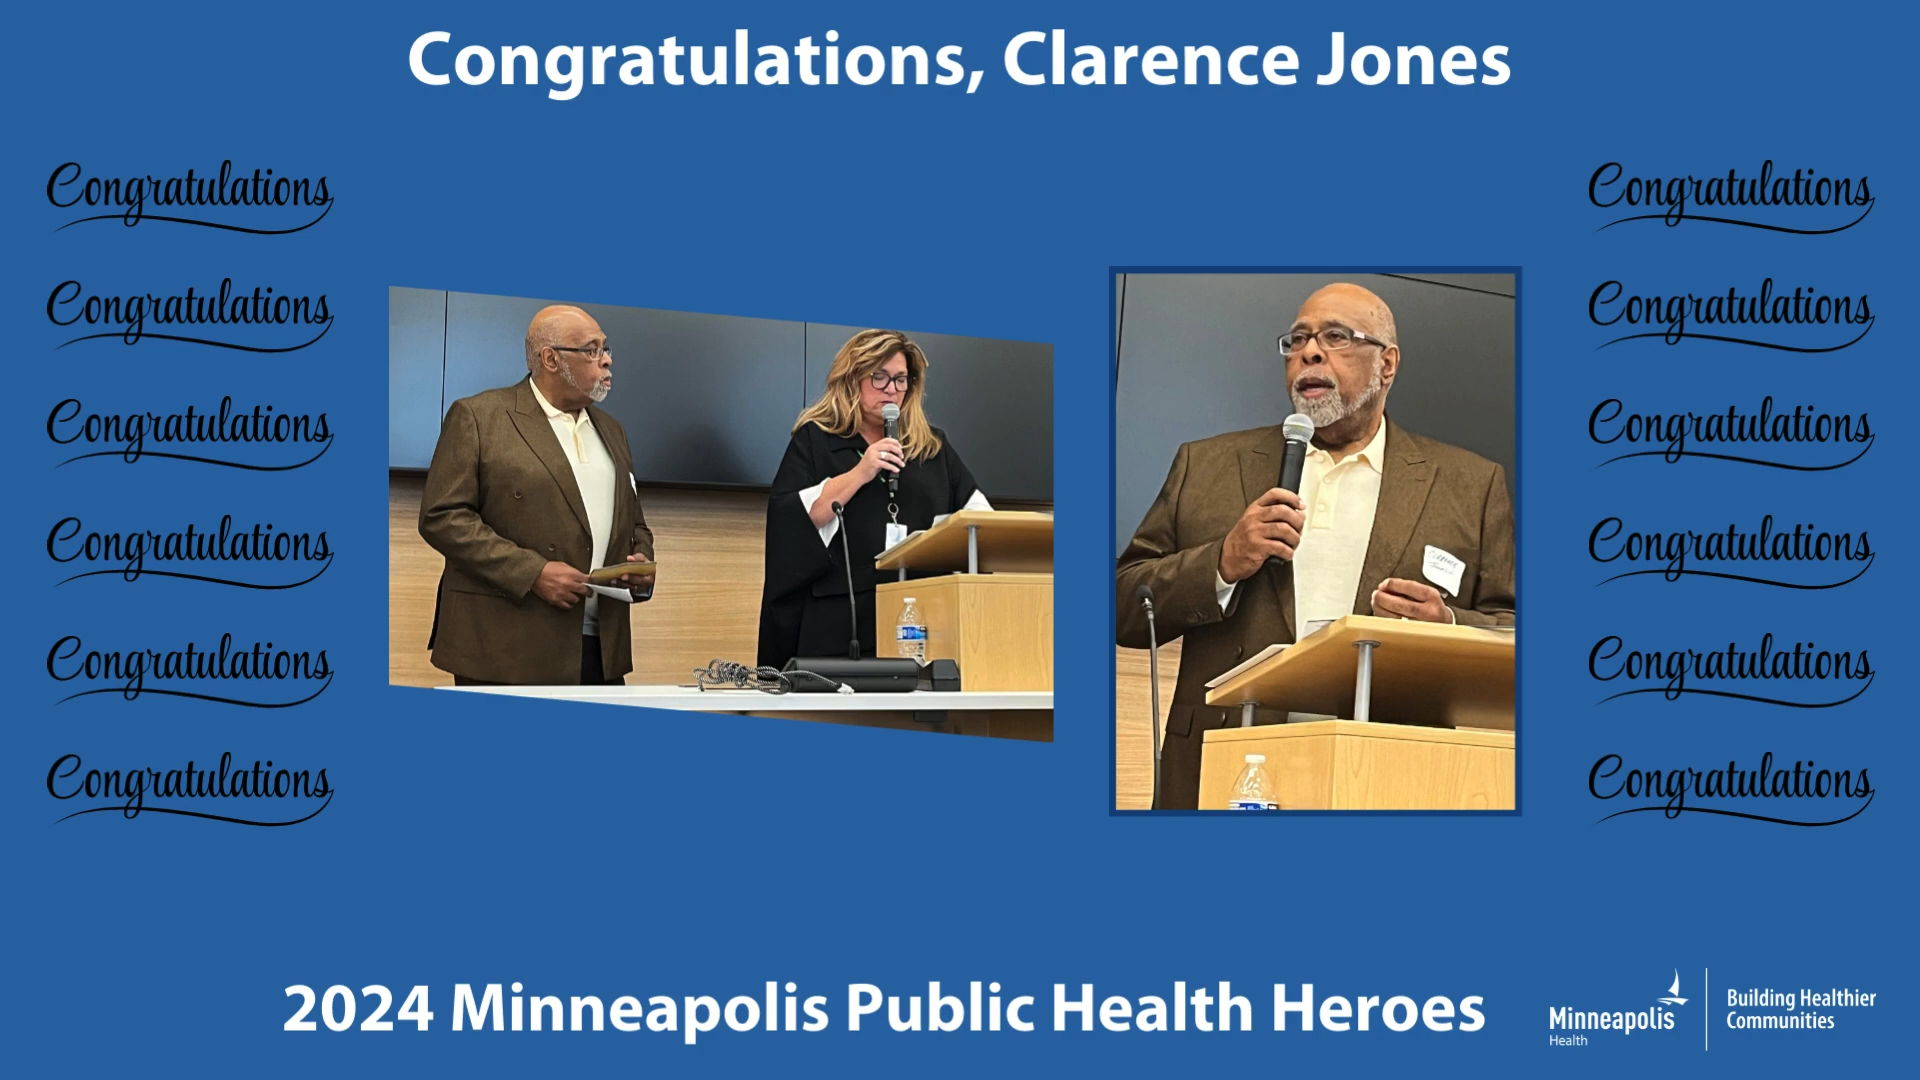 Congratulations, Clarence Jones
Congratulations
Congratulations
Congratulations
Congratulations
Congratulations
Congratulations
Congratulations
Congratulations
Congratulations
Congratulations
Congratulations
Congratulations
2024 Minneapolis Public Health Heroes
Minneapolis
Health
Building Healthier
Communities